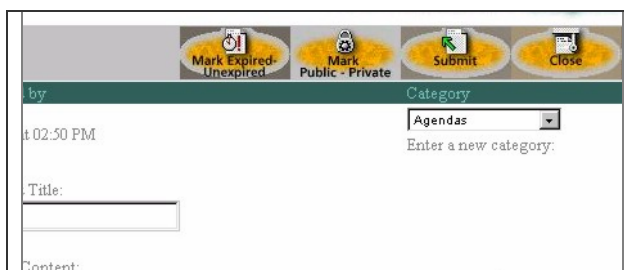 Mark Expired-
Unexpired
Mark
Public - Private
Submit
Close
by
Category
at 02:50 PM
Agendas
Enter a new category:
Title:
Content: